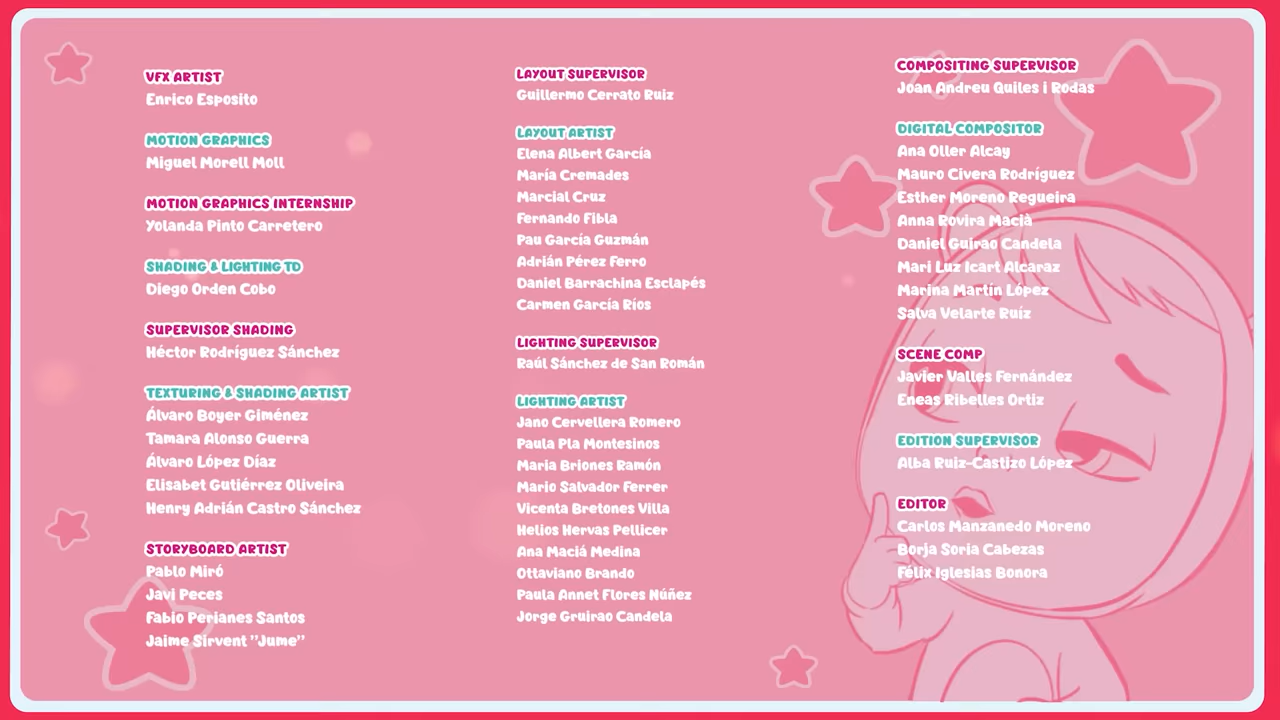 VFX ARTIST
Enrico Esposito
MOTION GRAPHICS
Miguel Morell Moll
MOTION GRAPHICS INTERNSHIP
Yolanda Pinto Carretero
SHADING & LIGHTING TD
Diego Orden Cobo
SUPERVISOR SHADING
Héctor Rodríguez Sánchez
TEXTURING & SHADING ARTIST
Álvaro Boyer Giménez
Tamara Alonso Guerra
Álvaro López Díaz
Elisabet Gutiérrez Oliveira
Henry Adrián Castro Sánchez
STORYBOARD ARTIST
Pablo Miró
Javi Peces
Fabio Perianes Santos
Jaime Sirvent "Jume"
LAYOUT SUPERVISOR
Guillermo Cerrato Ruiz
LAYOUT ARTIST
Elena Albert García
María Cremades
Marcial Cruz
Fernando Fibla
Pau García Guzmán
Adrián Pérez Ferro
Daniel Barrachina Esclapés
Carmen García Ríos
LIGHTING SUPERVISOR
Raúl Sánchez de San Román
LIGHTING ARTIST
Jano Cervellera Romero
Paula Pla Montesinos
Maria Briones Ramón
Mario Salvador Ferrer
Vicenta Bretones Villa
Helios Hervas Pellicer
Ana Maciá Medina
Ottaviano Brando
Paula Annet Flores Núñez
Jorge Gruirao Candela
COMPOSITING SUPERVISOR
Joan Andreu Quiles i Rodas
DIGITAL COMPOSITOR
Ana Oller Alcay
Mauro Civera Rodríguez
Esther Moreno Regueira
Anna Rovira Macià
Daniel Guirao Candela
Mari Luz Icart Alcaraz
Marina Martín López
Salva Velarte Ruíz
SCENE COMP
Javier Valles Fernández
Eneas Ribelles Ortiz
EDITION SUPERVISOR
Alba Ruiz-Castizo López
EDITOR
Carlos Manzanedo Moreno
Borja Soria Cabezas
Félix Iglesias Bonora